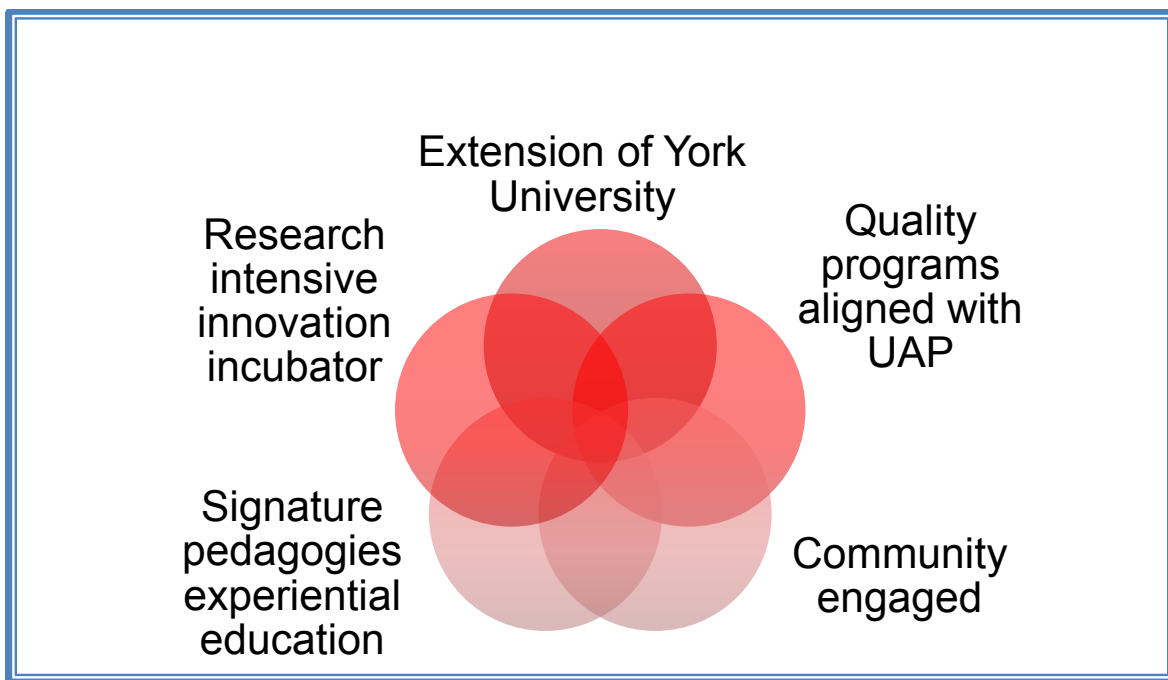 Extension of York
University
Quality
programs
aligned with
UAP
Community
engaged
Signature
pedagogies
experiential
education
Research
intensive
innovation
incubator